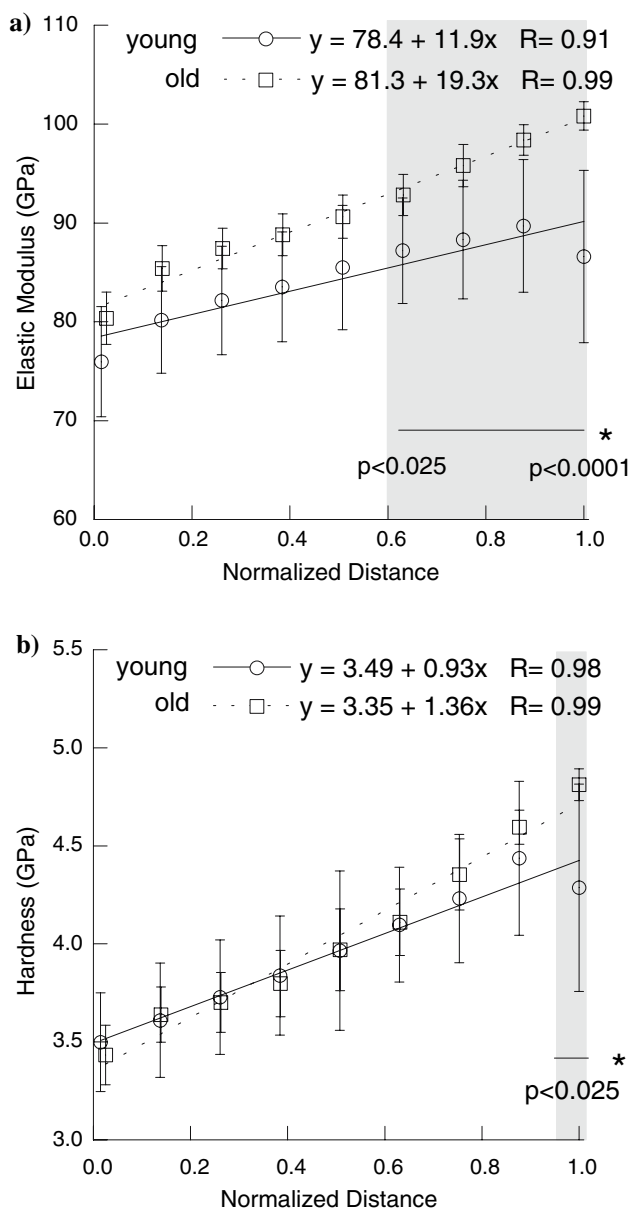 a)
110
young y = 78.4 + 11.9x R= 0.91
old y = 81.3 + 19.3x R= 0.99
100
90
80
70
60
Elastic Modulus (GPa)
*
p<0.025 p<0.0001
0.0 0.2 0.4 0.6 0.8 1.0
Normalized Distance
b)
5.5
young y = 3.49 + 0.93x R= 0.98
old y = 3.35 + 1.36x R= 0.99
5.0
4.5
4.0
3.5
3.0
Hardness (GPa)
*
p<0.025
0.0 0.2 0.4 0.6 0.8 1.0
Normalized Distance